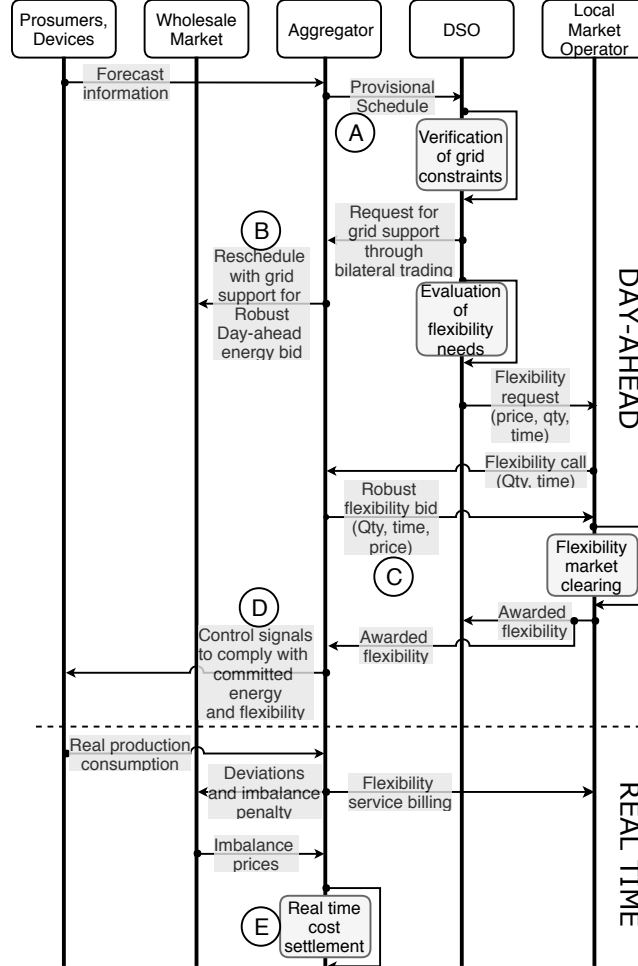 Prosumers,
Devices
Wholesale
Market
Aggregator
DSO
Local
Market
Operator
Forecast
information
Provisional
Schedule
A
Verification
of grid
constraints
Request for
grid support
through
bilateral trading
B
Reschedule
with grid
support for
Robust
Day-ahead
energy bid
Evaluation
of
flexibility
needs
DAY-AHEAD
Flexibility
request
(price, qty,
time)
Flexibility call
(Qty, time)
Robust
flexibility bid
(Qty, time,
price)
C
Flexibility
market
clearing
Awarded
flexibility
Awarded
flexibility
D
Control signals
to comply with
committed
energy
and flexibility
Real production
consumption
Deviations
and imbalance
penalty
Flexibility
service billing
REAL TIME
Imbalance
prices
E
Real time
cost
settlement